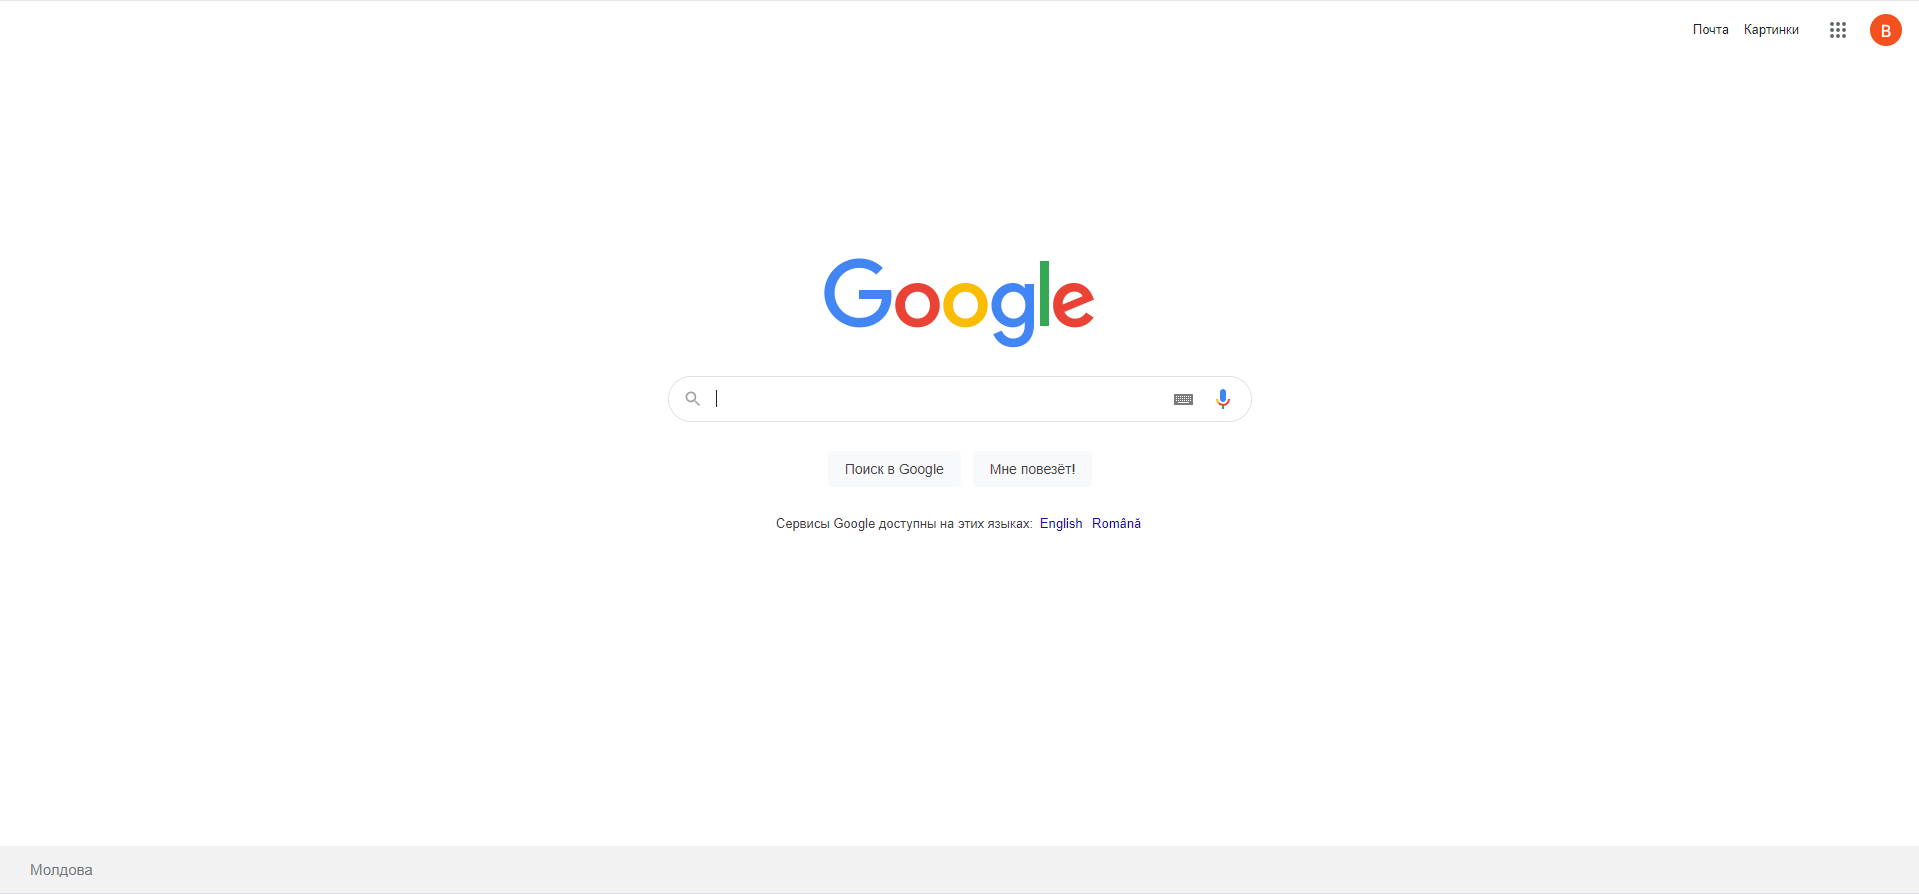 Почта Картинки
B
Google
Поиск в Google Мне повезёт!
Сервисы Google доступны на этих языках: English Română
Молдова